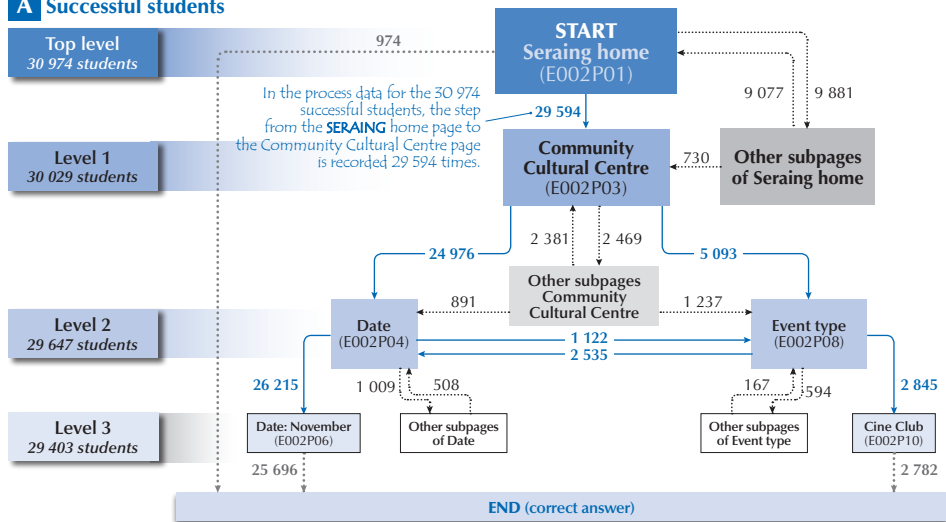 A Successful students
START
Seraing home
(E002P01)
Top level
30 974 students
974
In the process data for the 30 974
successful students, the step
from the SERAING home page to
the Community Cultural Centre page
is recorded 29 594 times.
29 594
9 077
9 881
Level 1
30 029 students
Community
Cultural Centre
(E002P03)
730
Other subpages
of Seraing home
24 976
2 381
2 469
5 093
Other subpages
Community
Cultural Centre
891
1 237
Level 2
29 647 students
Date
(E002P04)
1 122
2 535
Event type
(E002P08)
26 215
1 009
508
167
594
2 845
Level 3
29 403 students
Date: November
(E002P06)
Other subpages
of Date
Other subpages
of Event type
Cine Club
(E002P10)
25 696
2 782
END (correct answer)